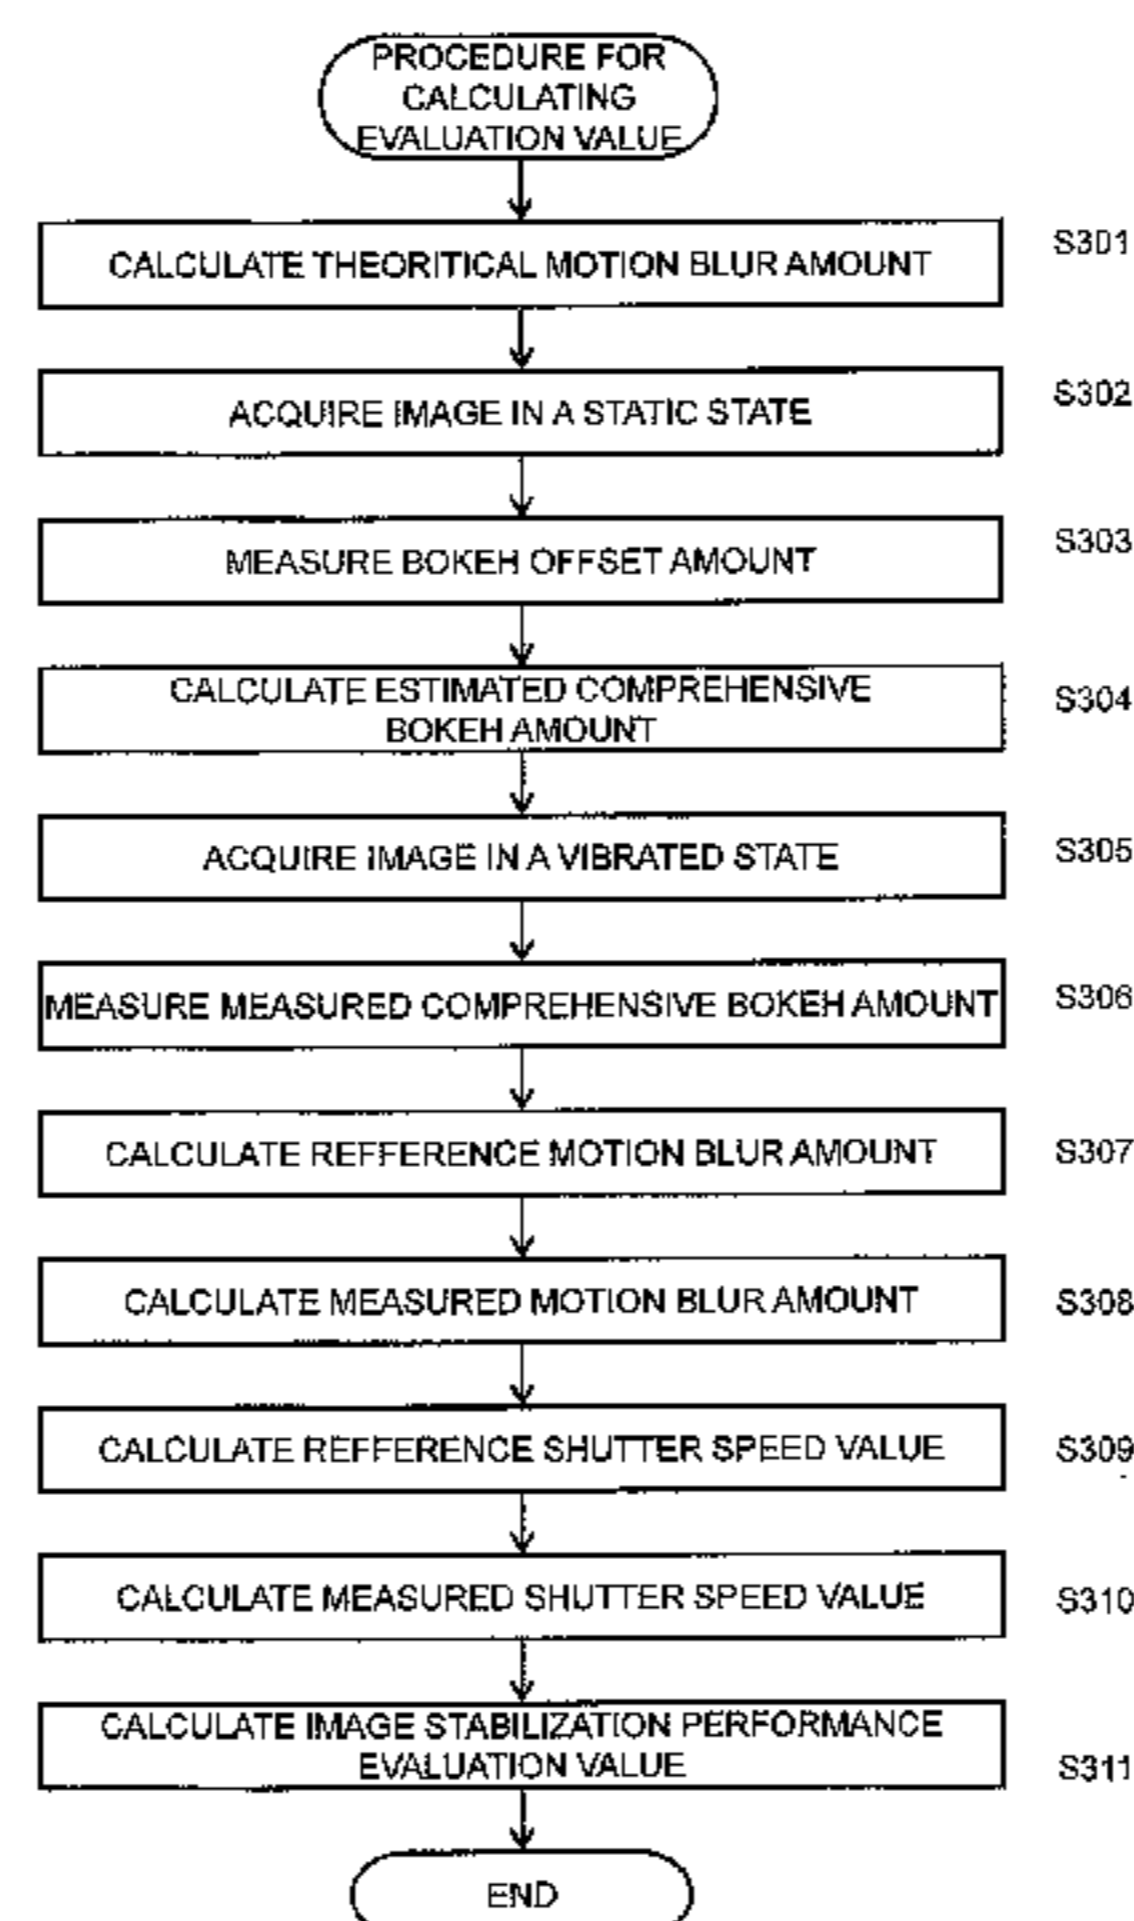 PROCEDURE FOR
CALCULATING
EVALUATION VALUE
CALCULATE THEORITICAL MOTION BLUR AMOUNT
S301
ACQUIRE IMAGE IN A STATIC STATE
S302
MEASURE BOKEH OFFSET AMOUNT
S303
CALCULATE ESTIMATED COMPREHENSIVE
BOKEH AMOUNT
S304
ACQUIRE IMAGE IN A VIBRATED STATE
S305
MEASURE MEASURED COMPREHENSIVE BOKEH AMOUNT
S306
CALCULATE REFFERENCE MOTION BLUR AMOUNT
S307
CALCULATE MEASURED MOTION BLUR AMOUNT
S308
CALCULATE REFFERENCE SHUTTER SPEED VALUE
S309
CALCULATE MEASURED SHUTTER SPEED VALUE
S310
CALCULATE IMAGE STABILIZATION PERFORMANCE
EVALUATION VALUE
S311
END